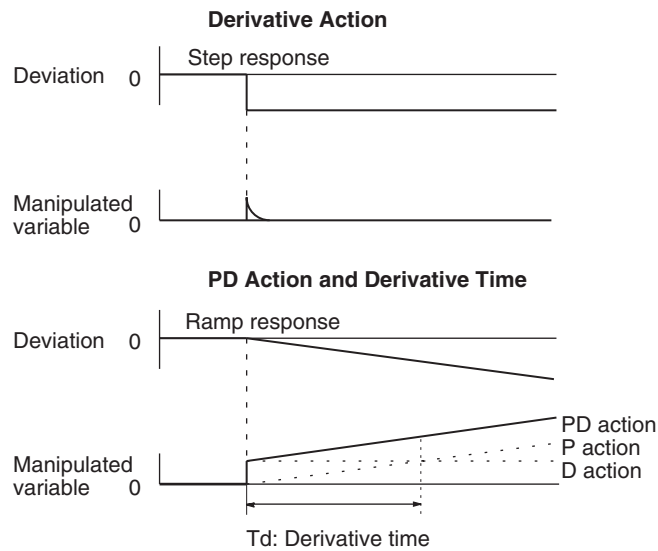 Derivative Action
Step response
Deviation 0
Manipulated
variable 0
PD Action and Derivative Time
Ramp response
Deviation 0
PD action
P action
D action
Manipulated
variable 0
Td: Derivative time